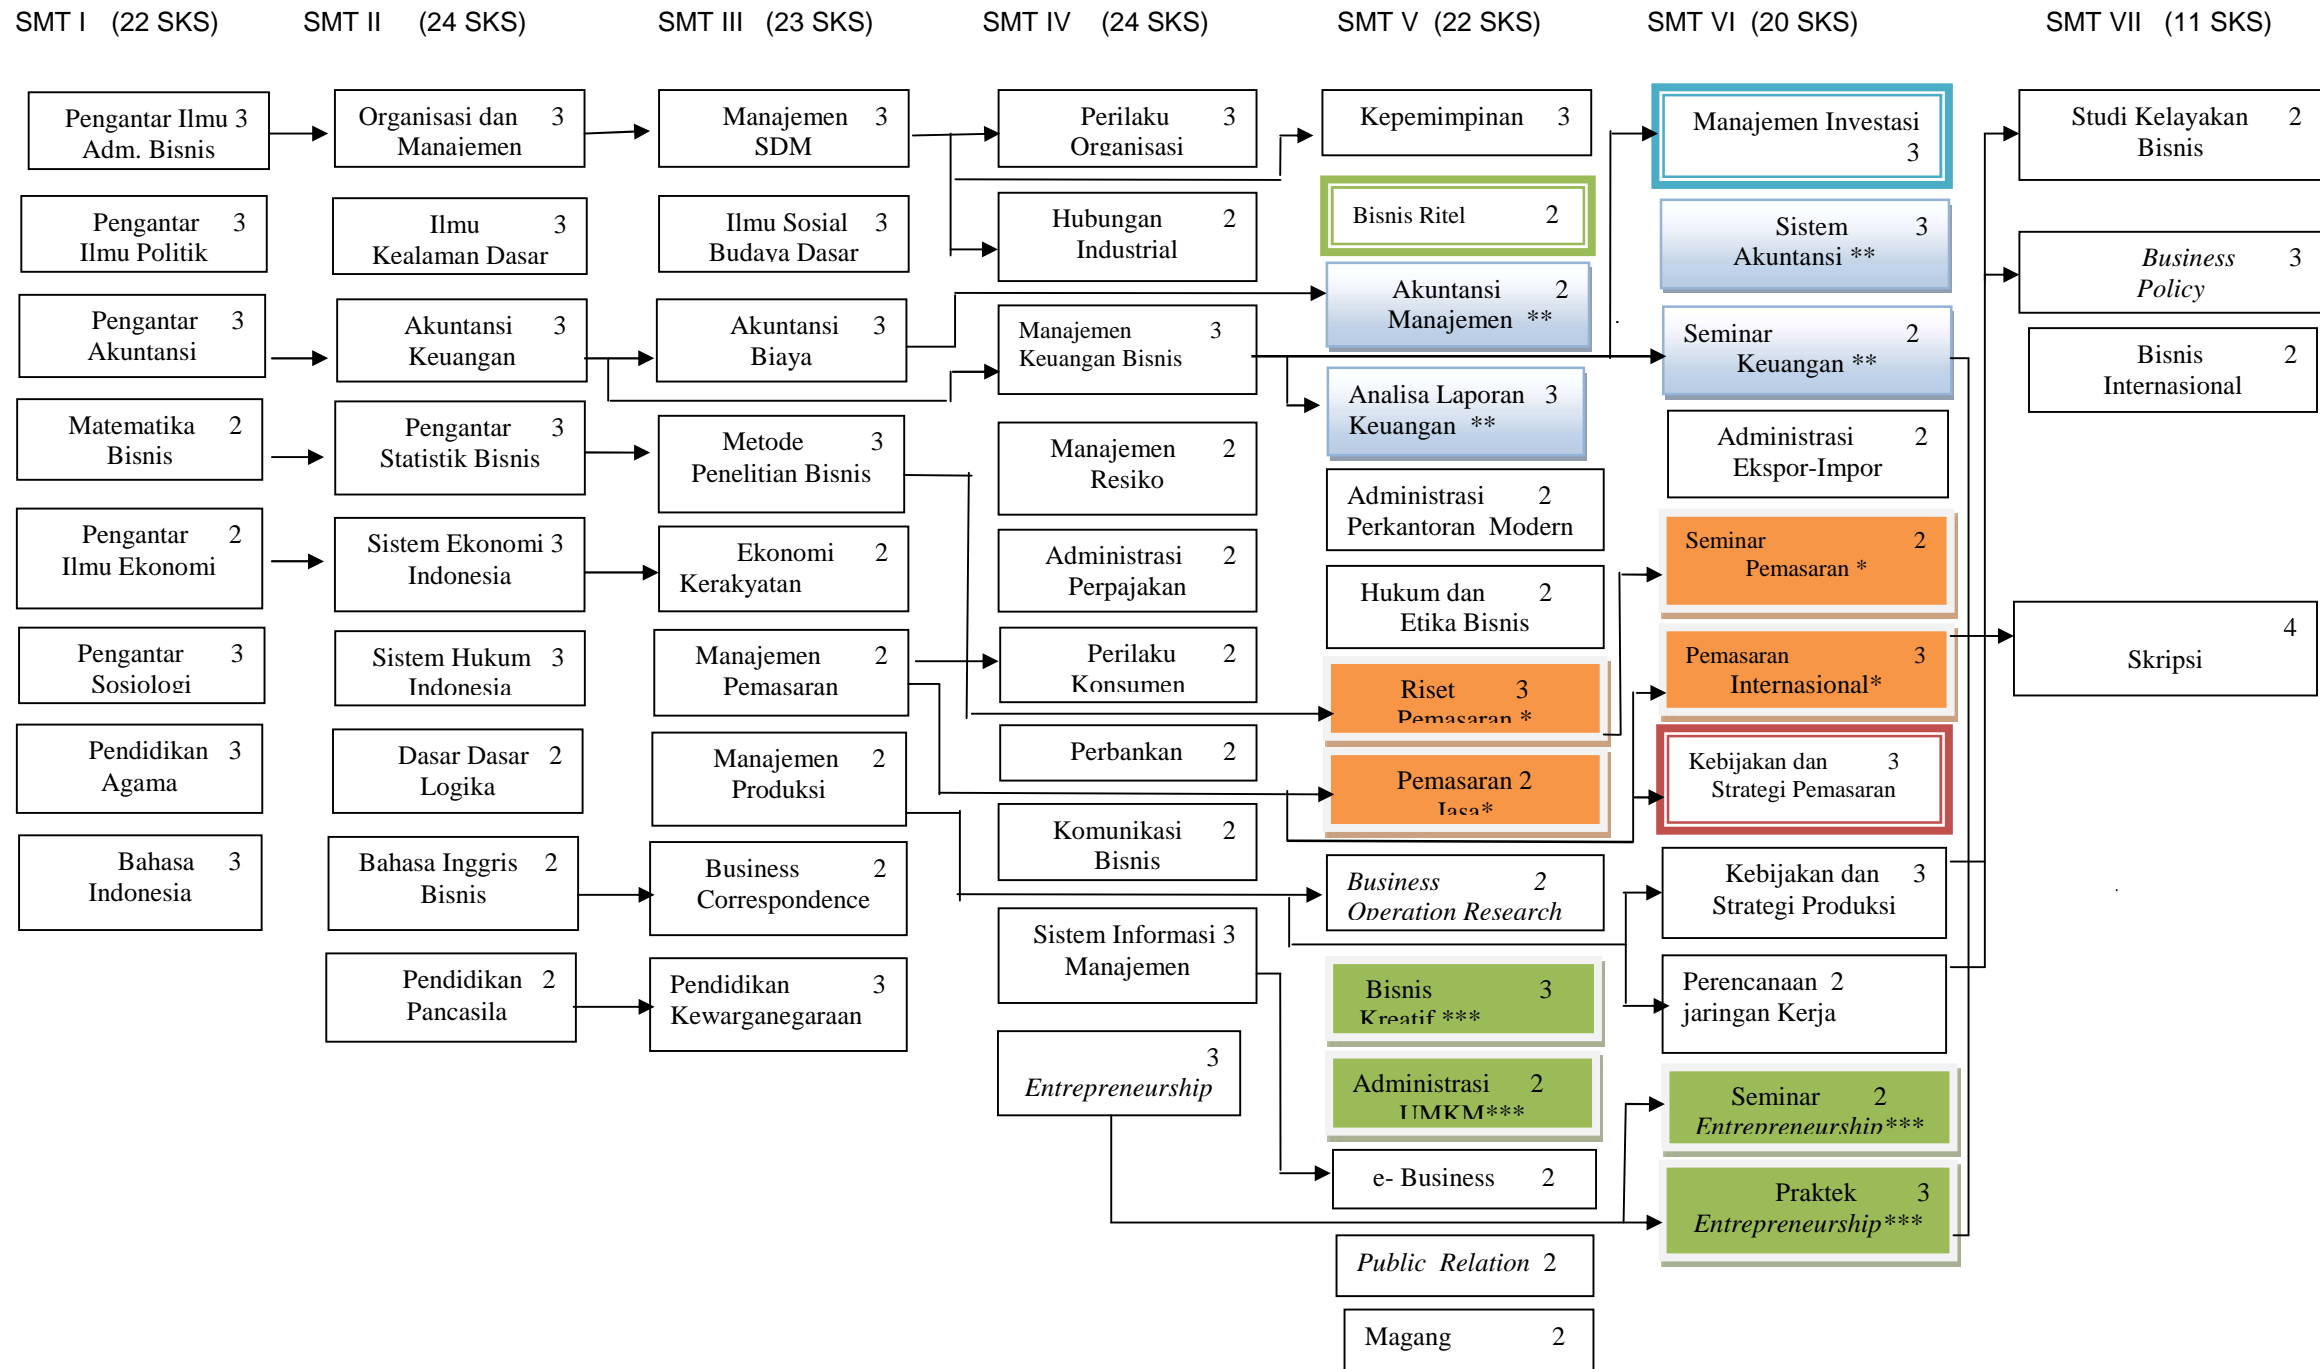 SMT I (22 SKS)
SMT II (24 SKS)
SMT III (23 SKS)
SMT IV (24 SKS)
SMT V (22 SKS)
SMT VI (20 SKS)
SMT VII (11 SKS)
Pengantar Ilmu 3
Adm. Bisnis
Pengantar 3
Ilmu Politik
Pengantar 3
Akuntansi
Matematika 2
Bisnis
Pengantar 2
Ilmu Ekonomi
Pengantar 3
Sosiologi
Pendidikan 3
Agama
Bahasa 3
Indonesia
Organisasi dan 3
Manajemen
Ilmu 3
Kealaman Dasar
Akuntansi 3
Keuangan
Pengantar 3
Statistik Bisnis
Sistem Ekonomi 3
Indonesia
Sistem Hukum 3
Indonesia
Dasar Dasar 2
Logika
Bahasa Inggris 2
Bisnis
Pendidikan 2
Pancasila
Manajemen 3
SDM
Ilmu Sosial 3
Budaya Dasar
Akuntansi 3
Biaya
Metode 3
Penelitian Bisnis
Ekonomi 2
Kerakyatan
Manajemen 2
Pemasaran
Manajemen 2
Produksi
Business 2
Correspondence
Pendidikan 3
Kewarganegaraan
Perilaku 3
Organisasi
Hubungan 2
Industrial
Manajemen 3
Keuangan Bisnis
Manajemen 2
Resiko
Administrasi 2
Perpajakan
Perilaku 2
Konsumen
Perbankan 2
Komunikasi 2
Bisnis
Sistem Informasi 3
Manajemen
3
Entrepreneurship
Kepemimpinan 3
Bisnis Ritel 2
Akuntansi 2
Manajemen **
Analisa Laporan 3
Keuangan **
Administrasi 2
Perkantoran Modern
Hukum dan 2
Etika Bisnis
Riset 3
Pemasaran *
Pemasaran 2
Jasa*
Business 2
Operation Research
Bisnis 3
Kreatif ***
Administrasi 2
UMKM***
e- Business 2
Public Relation 2
Magang 2
Manajemen Investasi
3
Sistem 3
Akuntansi **
Seminar 2
Keuangan **
Administrasi 2
Ekspor-Impor
Seminar 2
Pemasaran *
Pemasaran 3
Internasional*
Kebijakan dan 3
Strategi Pemasaran
Kebijakan dan 3
Strategi Produksi
Perencanaan 2
jaringan Kerja
Seminar 2
Entrepreneurship***
Praktek 3
Entrepreneurship***
Studi Kelayakan 2
Bisnis
Business 3
Policy
Bisnis 2
Internasional
4
Skripsi